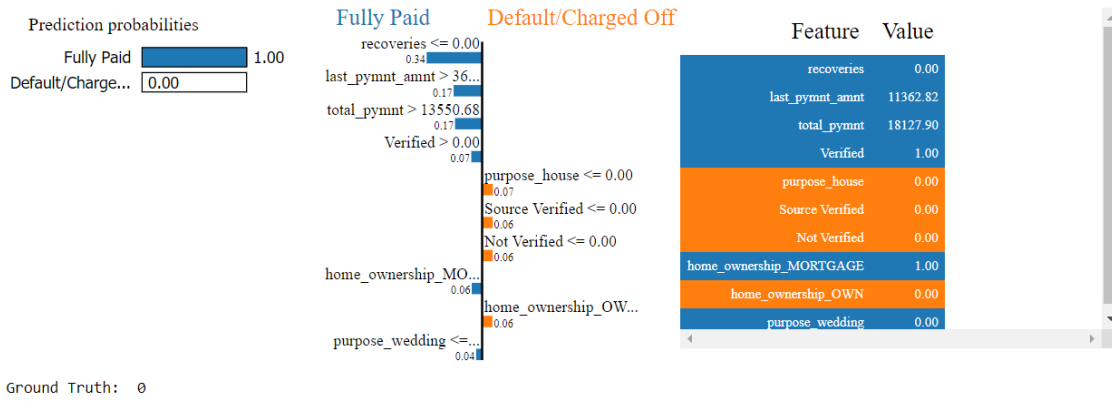 Prediction probabilities
Fully Paid 1.00
Default/Charge... 0.00
Fully Paid Default/Charged Off
recoveries <= 0.00
0.34
last_pymnt_amnt > 36...
0.17
total_pymnt > 13550.68
0.17
Verified > 0.00
0.07
purpose_house <= 0.00
0.07
Source Verified <= 0.00
0.06
Not Verified <= 0.00
0.06
home_ownership_MO...
0.06
home_ownership_OW...
0.06
purpose_wedding <=...
0.04
Feature Value
recoveries 0.00
last_pymnt_amnt 11362.82
total_pymnt 18127.90
Verified 1.00
purpose_house 0.00
Source Verified 0.00
Not Verified 0.00
home_ownership_MORTGAGE 1.00
home_ownership_OWN 0.00
purpose_wedding 0.00
Ground Truth: 0